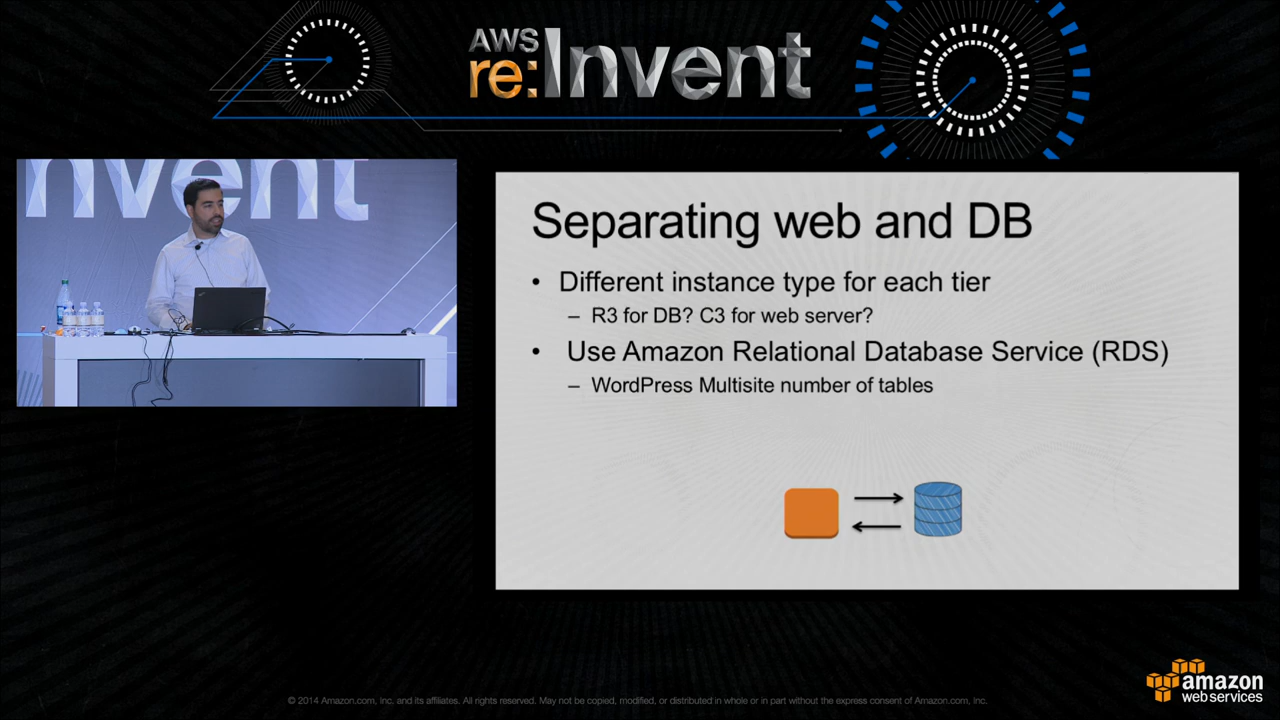 AWS
re:Invent
nvent
Separating web and DB
• Different instance type for each tier
– R3 for DB? C3 for web server?
• Use Amazon Relational Database Service (RDS)
– WordPress Multisite number of tables
© 2014 Amazon.com, Inc. and its affiliates. All rights reserved. May not be copied, modified, or distributed in whole or in part without the express consent of Amazon.com, Inc.
amazon
web services